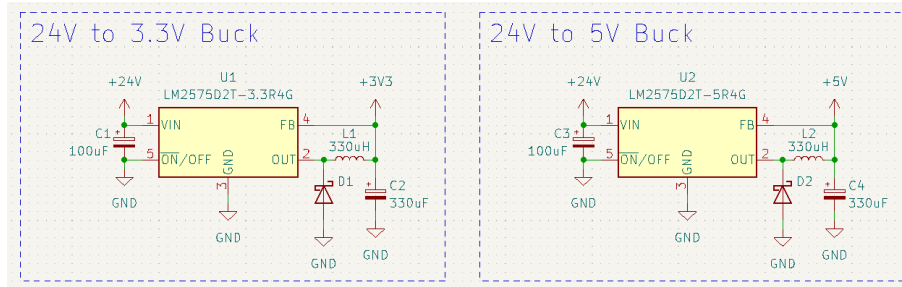 24V to 3.3V Buck
+24V
U1
LM2575D2T-3.3R4G
+3V3
1
VIN
FB
4
C1
+
100uF
5
ON/OFF
GND
OUT
2
L1
330uH
3
D1
+
C2
330uF
GND
GND
GND
GND
24V to 5V Buck
+24V
U2
LM2575D2T-5R4G
+5V
1
VIN
FB
4
C3
+
100uF
5
ON/OFF
GND
OUT
2
L2
330uH
3
D2
+
C4
330uF
GND
GND
GND
GND